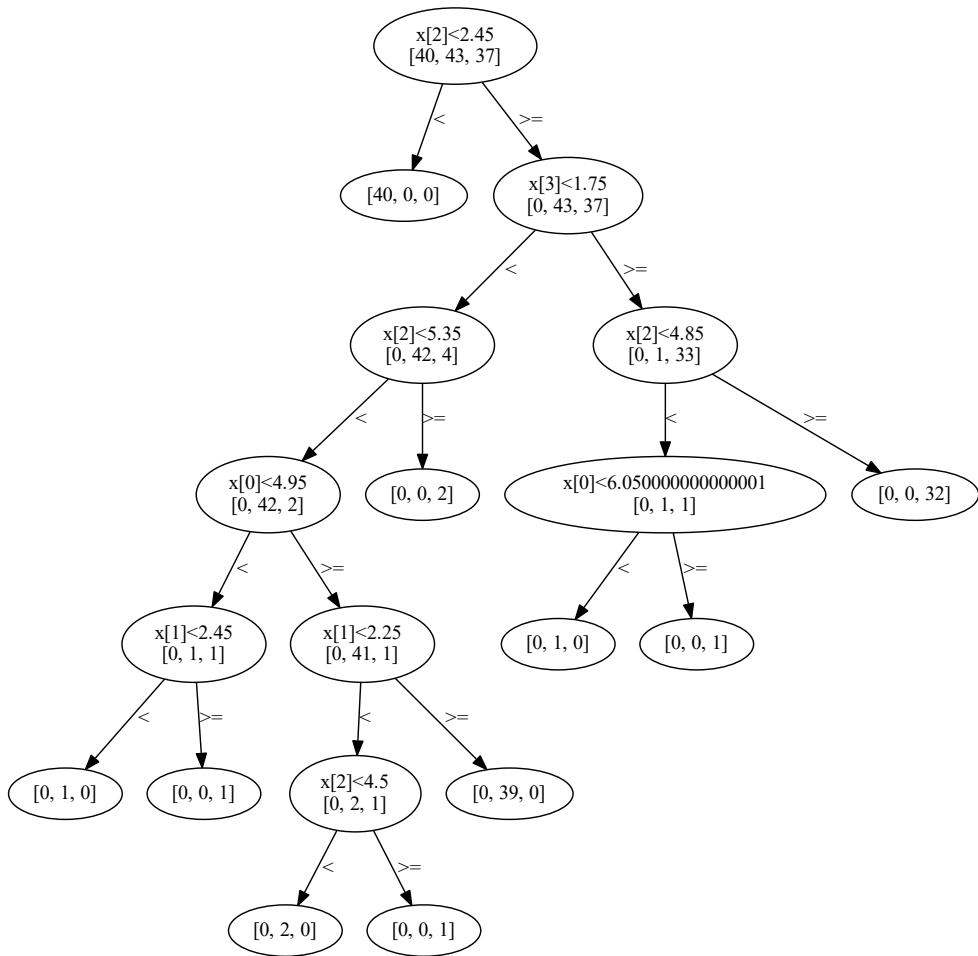 x[2]<2.45
[40, 43, 37]
<
>=
[40, 0, 0]
x[3]<1.75
[0, 43, 37]
<
>=
x[2]<5.35
[0, 42, 4]
x[2]<4.85
[0, 1, 33]
<
>=
<
>=
x[0]<4.95
[0, 42, 2]
[0, 0, 2]
x[0]<6.050000000000001
[0, 1, 1]
[0, 0, 32]
<
>=
<
>=
x[1]<2.45
[0, 1, 1]
x[1]<2.25
[0, 41, 1]
[0, 1, 0]
[0, 0, 1]
<
>=
<
>=
[0, 1, 0]
[0, 0, 1]
x[2]<4.5
[0, 2, 1]
[0, 39, 0]
<
>=
[0, 2, 0]
[0, 0, 1]